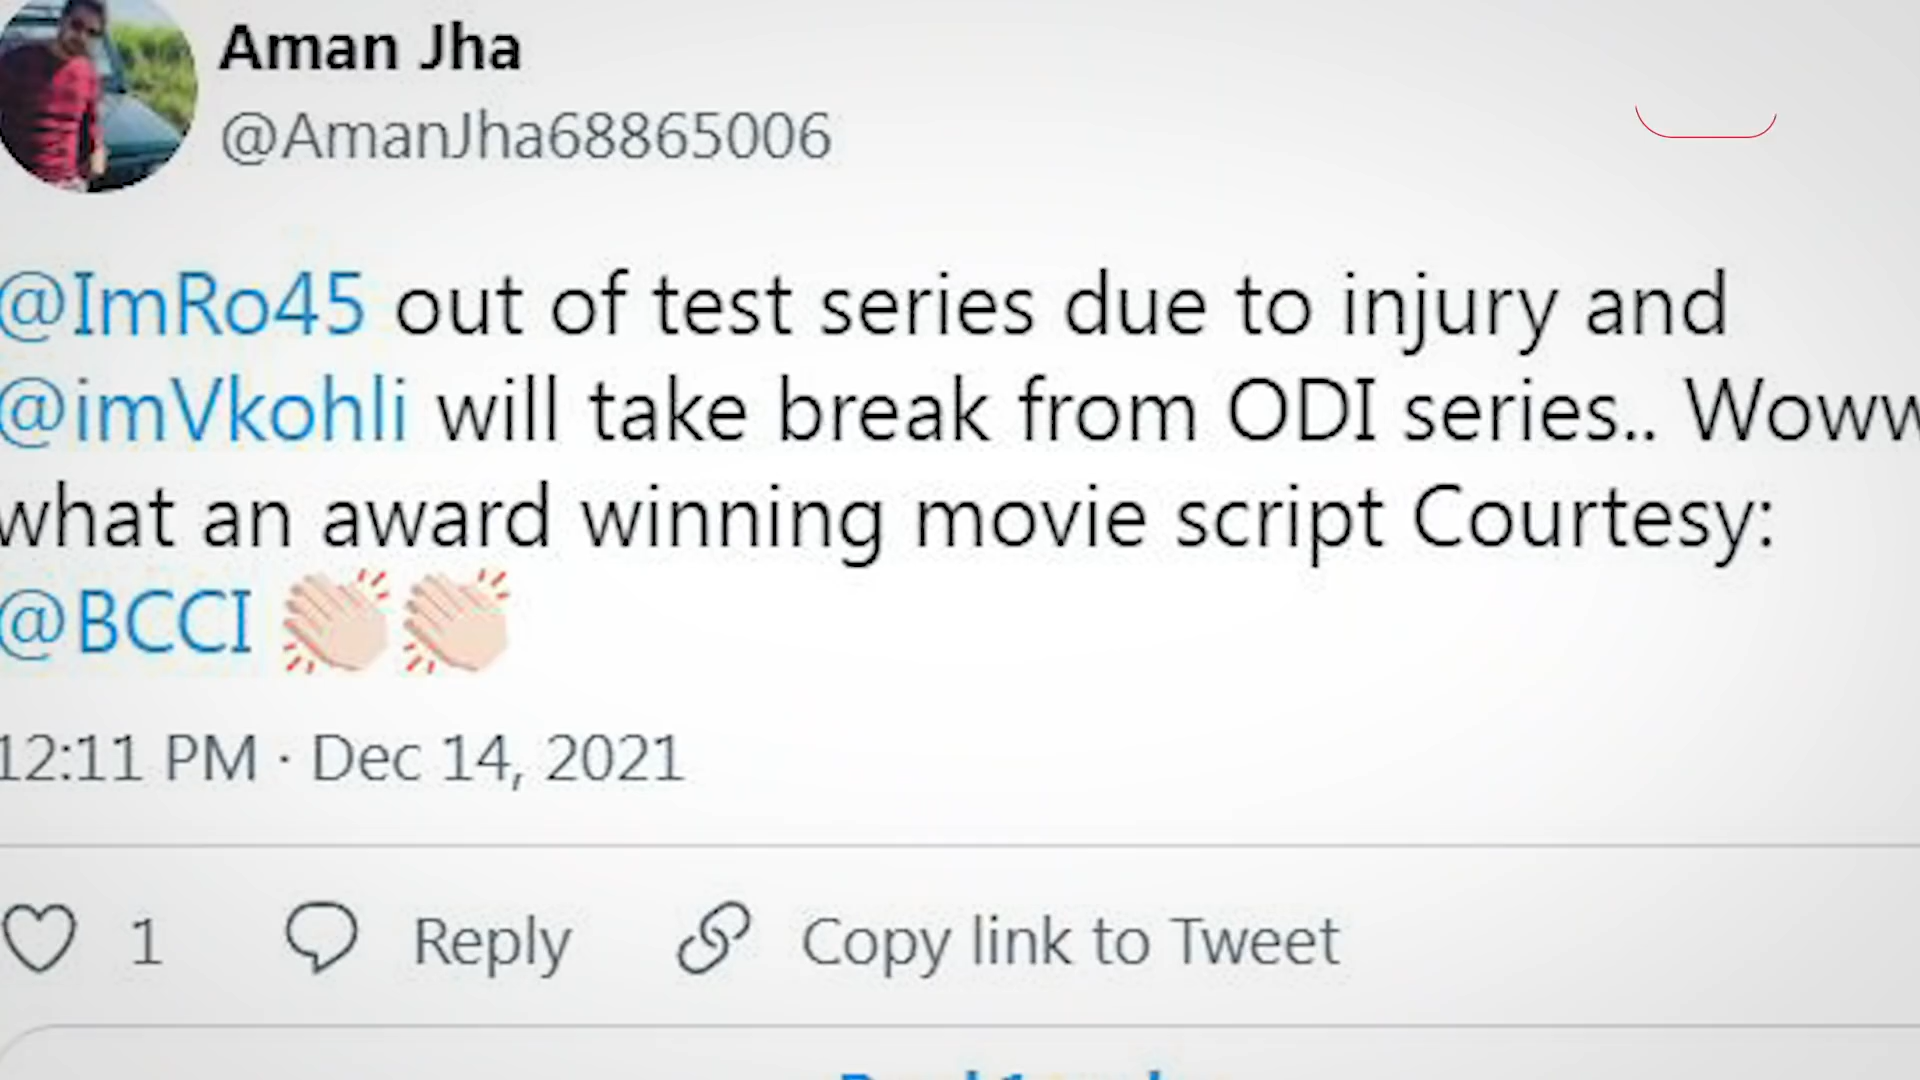 Aman Jha
@AmanJha68865006
@ImRo45 out of test series due to injury and
@imVkohli will take break from ODI series.. Woww
what an award winning movie script Courtesy:
@BCCI 👏🏻👏🏻
12:11 PM · Dec 14, 2021
1 Reply Copy link to Tweet